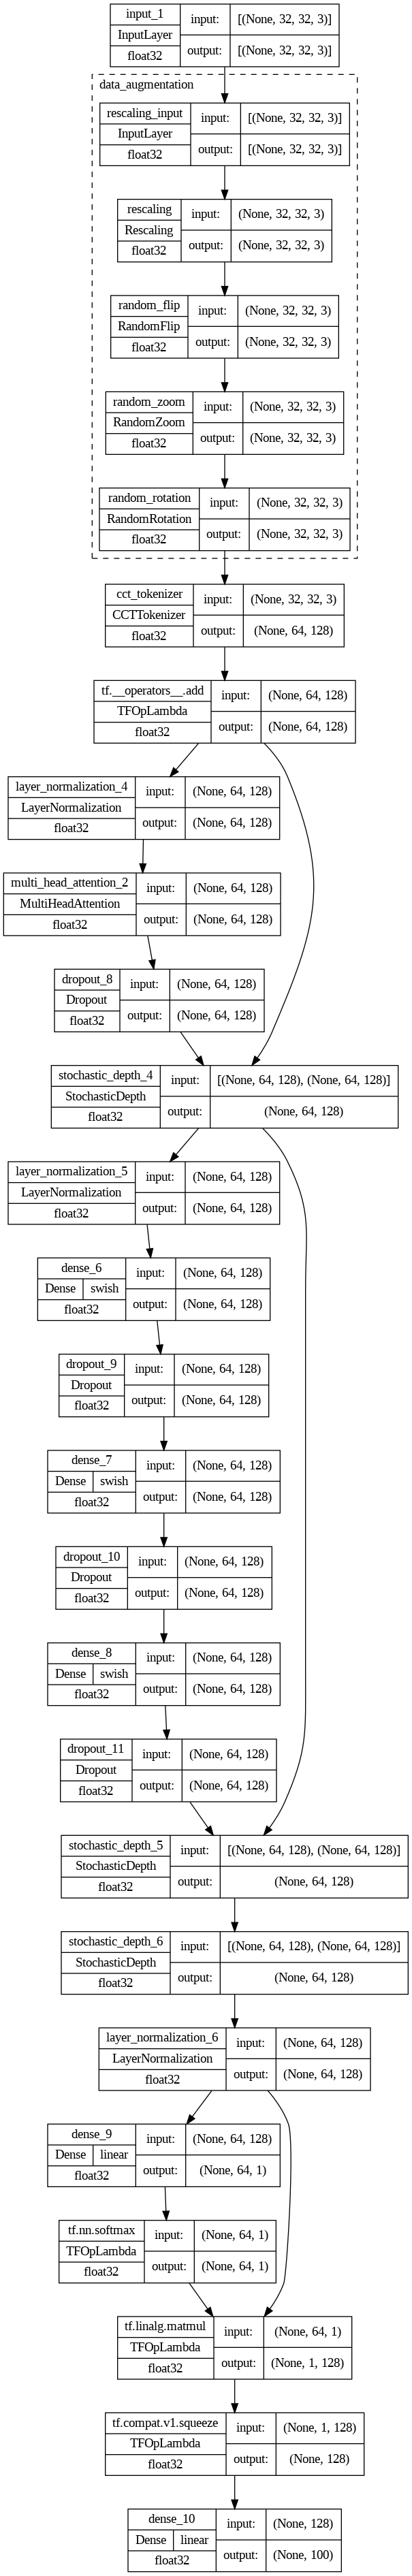 input_1
InputLayer
float32
input:
[(None, 32, 32, 3)]
output:
[(None, 32, 32, 3)]
data_augmentation
rescaling_input
InputLayer
float32
input:
[(None, 32, 32, 3)]
output:
[(None, 32, 32, 3)]
rescaling
Rescaling
float32
input:
(None, 32, 32, 3)
output:
(None, 32, 32, 3)
random_flip
RandomFlip
float32
input:
(None, 32, 32, 3)
output:
(None, 32, 32, 3)
random_zoom
RandomZoom
float32
input:
(None, 32, 32, 3)
output:
(None, 32, 32, 3)
random_rotation
RandomRotation
float32
input:
(None, 32, 32, 3)
output:
(None, 32, 32, 3)
cct_tokenizer
CCTTokenizer
float32
input:
(None, 32, 32, 3)
output:
(None, 64, 128)
tf.__operators__.add
TFOpLambda
float32
input:
(None, 64, 128)
output:
(None, 64, 128)
layer_normalization_4
LayerNormalization
float32
input:
(None, 64, 128)
output:
(None, 64, 128)
multi_head_attention_2
MultiHeadAttention
float32
input:
(None, 64, 128)
output:
(None, 64, 128)
dropout_8
Dropout
float32
input:
(None, 64, 128)
output:
(None, 64, 128)
stochastic_depth_4
StochasticDepth
float32
input:
[(None, 64, 128), (None, 64, 128)]
output:
(None, 64, 128)
layer_normalization_5
LayerNormalization
float32
input:
(None, 64, 128)
output:
(None, 64, 128)
dense_6
Dense swish
float32
input:
(None, 64, 128)
output:
(None, 64, 128)
dropout_9
Dropout
float32
input:
(None, 64, 128)
output:
(None, 64, 128)
dense_7
Dense swish
float32
input:
(None, 64, 128)
output:
(None, 64, 128)
dropout_10
Dropout
float32
input:
(None, 64, 128)
output:
(None, 64, 128)
dense_8
Dense swish
float32
input:
(None, 64, 128)
output:
(None, 64, 128)
dropout_11
Dropout
float32
input:
(None, 64, 128)
output:
(None, 64, 128)
stochastic_depth_5
StochasticDepth
float32
input:
[(None, 64, 128), (None, 64, 128)]
output:
(None, 64, 128)
stochastic_depth_6
StochasticDepth
float32
input:
[(None, 64, 128), (None, 64, 128)]
output:
(None, 64, 128)
layer_normalization_6
LayerNormalization
float32
input:
(None, 64, 128)
output:
(None, 64, 128)
dense_9
Dense linear
float32
input:
(None, 64, 128)
output:
(None, 64, 1)
tf.nn.softmax
TFOpLambda
float32
input:
(None, 64, 1)
output:
(None, 64, 1)
tf.linalg.matmul
TFOpLambda
float32
input:
(None, 64, 1)
output:
(None, 1, 128)
tf.compat.v1.squeeze
TFOpLambda
float32
input:
(None, 1, 128)
output:
(None, 128)
dense_10
Dense linear
float32
input:
(None, 128)
output:
(None, 100)